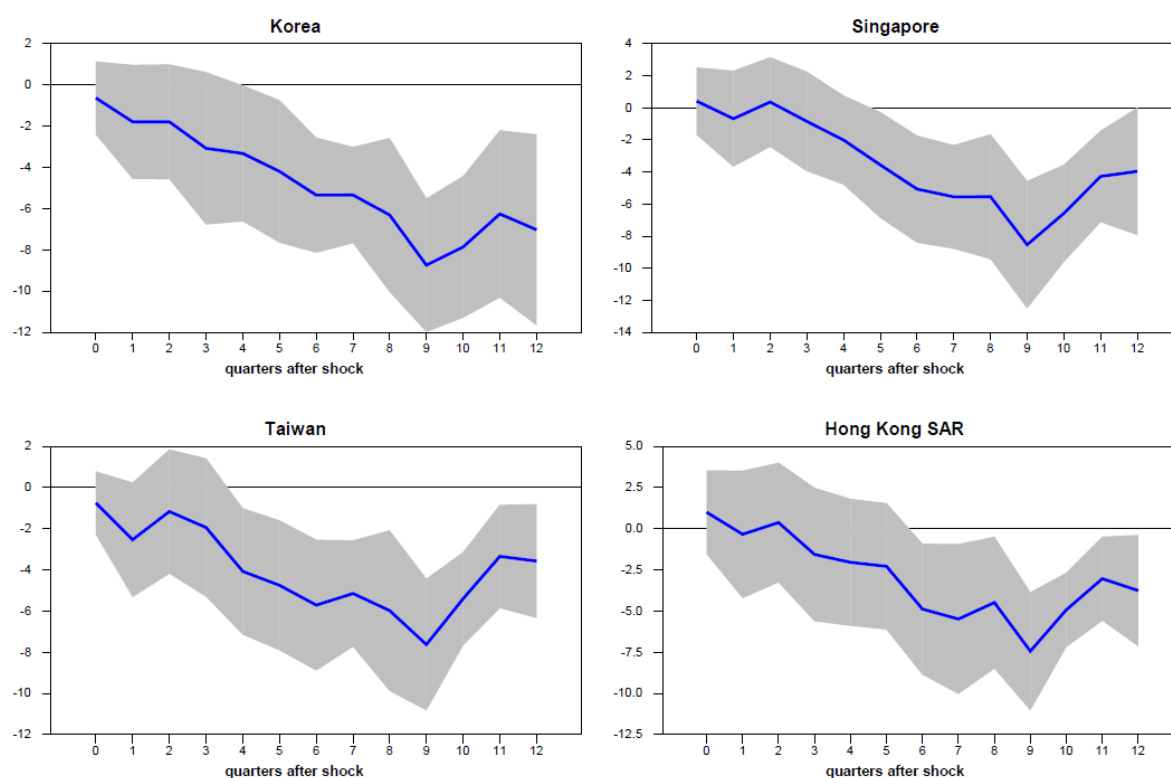 Korea
2
0
-2
-4
-6
-8
-10
-12
0 1 2 3 4 5 6 7 8 9 10 11 12
quarters after shock
Singapore
4
2
0
-2
-4
-6
-8
-10
-12
-14
0 1 2 3 4 5 6 7 8 9 10 11 12
quarters after shock
Taiwan
2
0
-2
-4
-6
-8
-10
-12
0 1 2 3 4 5 6 7 8 9 10 11 12
quarters after shock
Hong Kong SAR
5.0
2.5
0.0
-2.5
-5.0
-7.5
-10.0
-12.5
0 1 2 3 4 5 6 7 8 9 10 11 12
quarters after shock